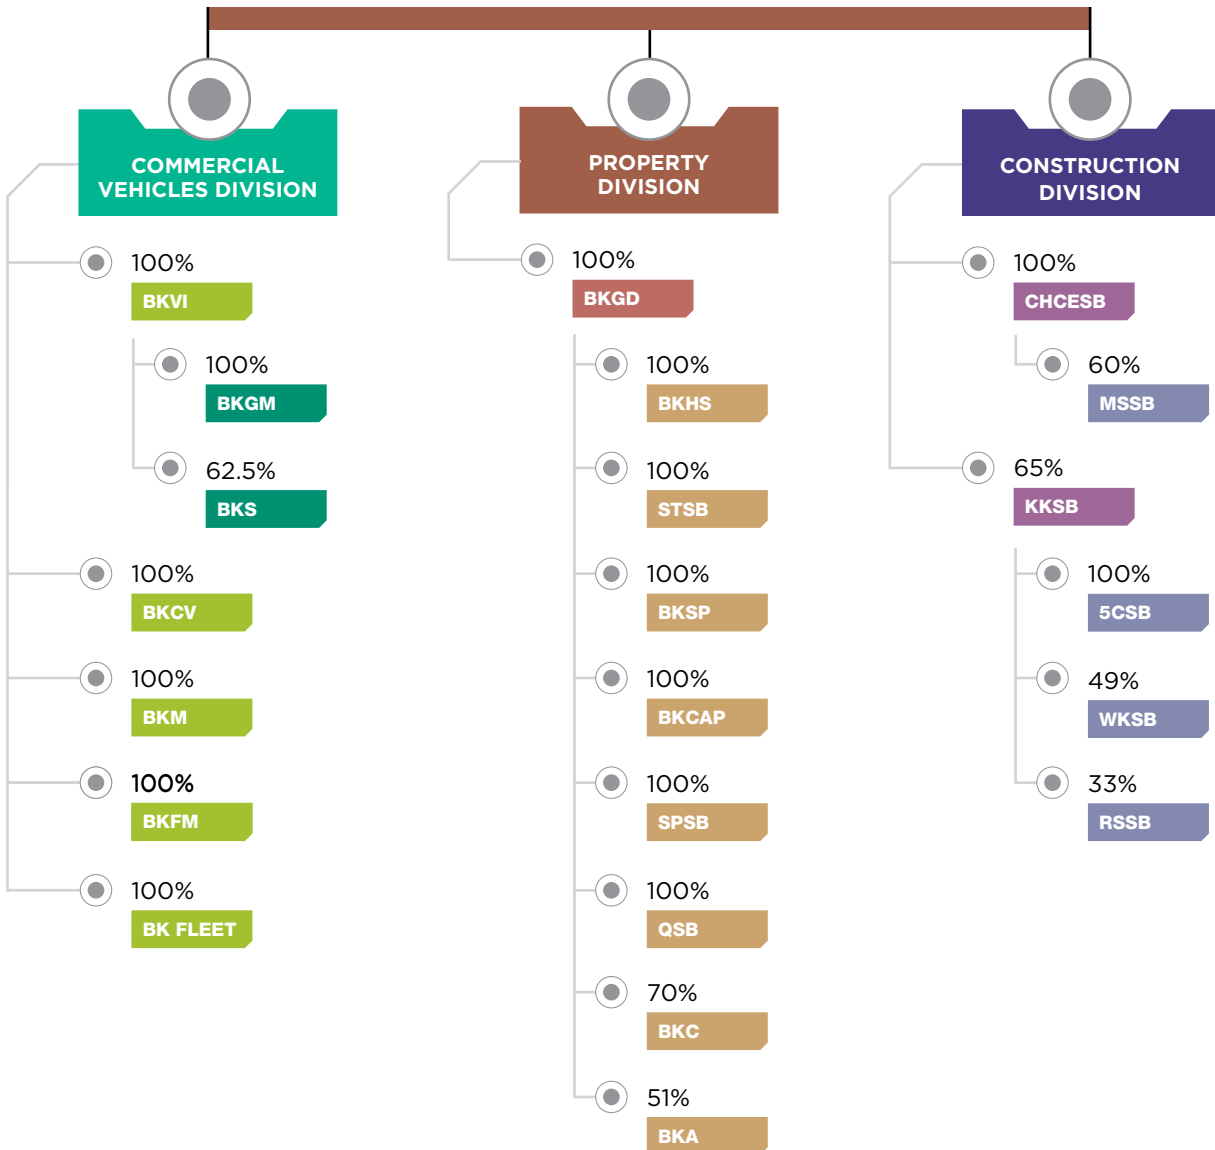 COMMERCIAL
VEHICLES DIVISION
100%
BKVI
100%
BKGM
62.5%
BKS
100%
BKCV
100%
BKM
100%
BKFM
100%
BK FLEET
PROPERTY
DIVISION
100%
BKGD
100%
BKHS
100%
STSB
100%
BKSP
100%
BKCAP
100%
SPSB
100%
QSB
70%
BKC
51%
BKA
CONSTRUCTION
DIVISION
100%
CHCESB
60%
MSSB
65%
KKSB
100%
5CSB
49%
WKSB
33%
RSSB